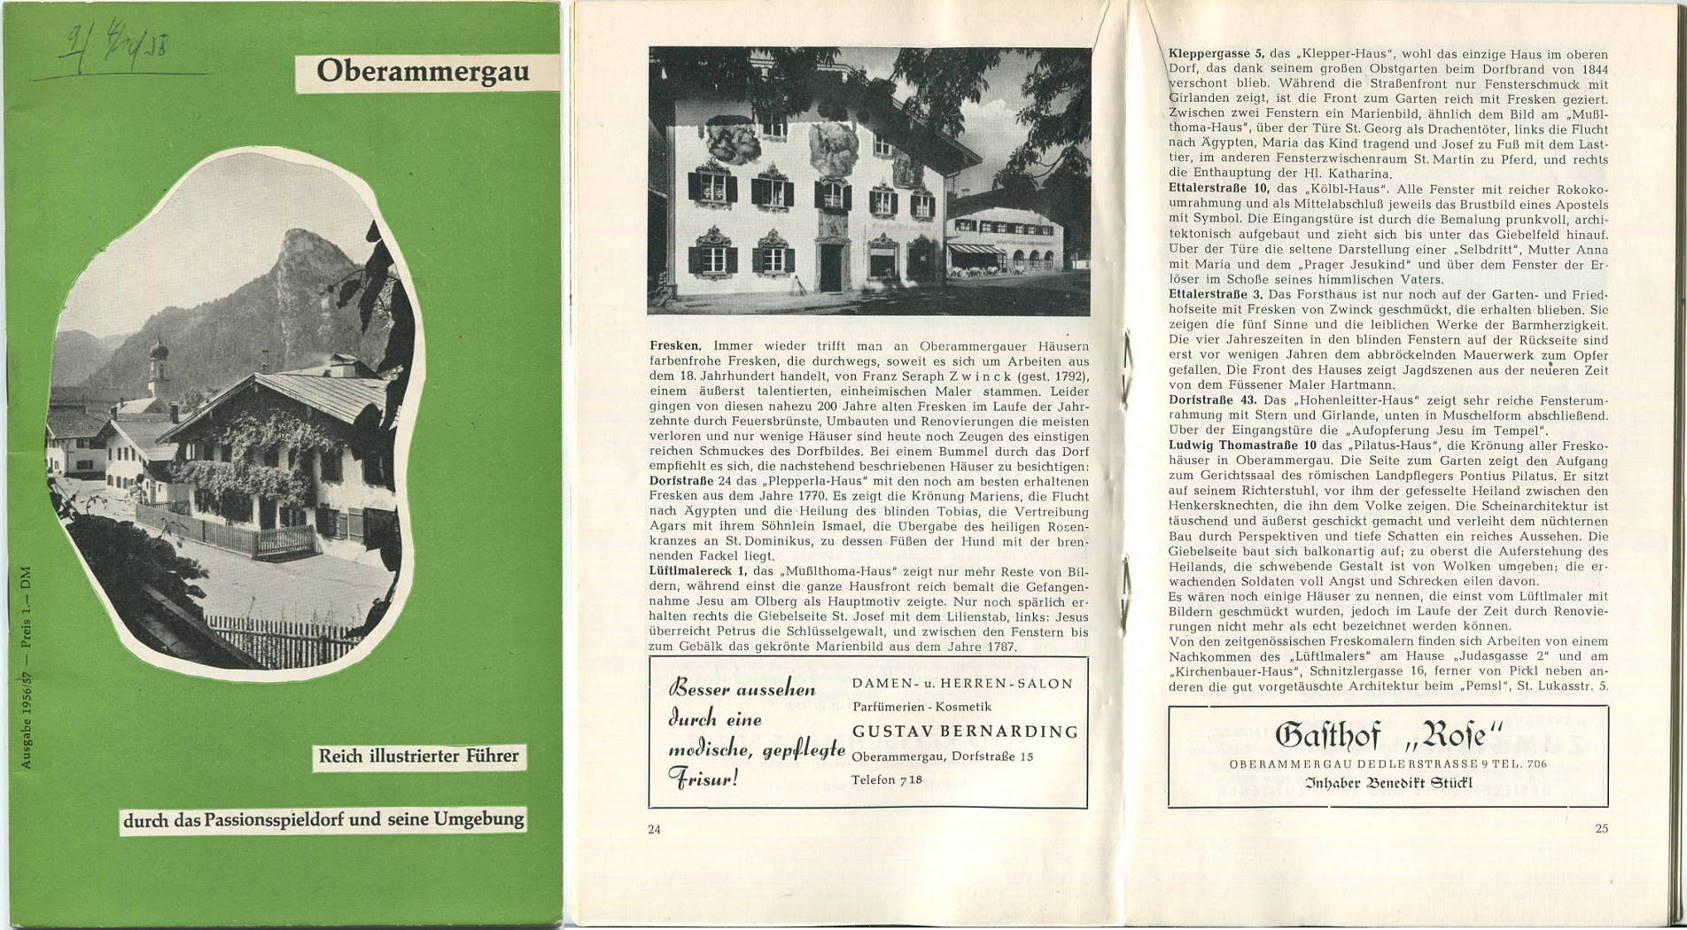 Oberammergau
Ausgabe 1956/57 — Preis 1.— DM
Reich illustrierter Führer
durch das Passionsspieldorf und seine Umgebung
Fresken. Immer wieder trifft man an Oberammergauer Häusern
farbenfrohe Fresken, die durchwegs, soweit es sich um Arbeiten aus
dem 18. Jahrhundert handelt, von Franz Seraph Zwinck (gest. 1792),
einem äußerst talentierten, einheimischen Maler stammen. Leider
gingen von diesen nahezu 200 Jahre alten Fresken im Laufe der Jahr-
zehnte durch Feuersbrünste, Umbauten und Renovierungen die meisten
verloren und nur wenige Häuser sind heute noch Zeugen des einstigen
reichen Schmuckes des Dorfbildes. Bei einem Bummel durch das Dorf
empfiehlt es sich, die nachstehend beschriebenen Häuser zu besichtigen:
Dorfstraße 24 das „Plepperla-Haus" mit den noch am besten erhaltenen
Fresken aus dem Jahre 1770. Es zeigt die Krönung Mariens, die Flucht
nach Ägypten und die Heilung des blinden Tobias, die Vertreibung
Agars mit ihrem Söhnlein Ismael, die Übergabe des heiligen Rosen-
kranzes an St. Dominikus, zu dessen Füßen der Hund mit der bren-
nenden Fackel liegt.
Lüftlmalereck 1, das „Mußlthoma-Haus" zeigt nur mehr Reste von Bil-
dern, während einst die ganze Hausfront reich bemalt die Gefangen-
nahme Jesu am Ölberg als Hauptmotiv zeigte. Nur noch spärlich er-
halten rechts die Giebelseite St. Josef mit dem Lilienstab, links: Jesus
überreicht Petrus die Schlüsselgewalt, und zwischen den Fenstern bis
zum Gebälk das gekrönte Marienbild aus dem Jahre 1787.
Besser aussehen
durch eine
modische, gepflegte
Frisur!
DAMEN- u. HERREN-SALON
Parfümerien - Kosmetik
GUSTAV BERNARDING
Oberammergau, Dorfstraße 15
Telefon 718
24
Kleppergasse 5, das „Klepper-Haus", wohl das einzige Haus im oberen
Dorf, das dank seinem großen Obstgarten beim Dorfbrand von 1844
verschont blieb. Während die Straßenfront nur Fensterschmuck mit
Girlanden zeigt, ist die Front zum Garten reich mit Fresken geziert.
Zwischen zwei Fenstern ein Marienbild, ähnlich dem Bild am „Mußl-
thoma-Haus", über der Türe St. Georg als Drachentöter, links die Flucht
nach Ägypten, Maria das Kind tragend und Josef zu Fuß mit dem Last-
tier, im anderen Fensterzwischenraum St. Martin zu Pferd, und rechts
die Enthauptung der Hl. Katharina.
Ettalerstraße 10, das „Kölbl-Haus". Alle Fenster mit reicher Rokoko-
umrahmung und als Mittelabschluß jeweils das Brustbild eines Apostels
mit Symbol. Die Eingangstüre ist durch die Bemalung prunkvoll, archi-
tektonisch aufgebaut und zieht sich bis unter das Giebelfeld hinauf.
Über der Türe die seltene Darstellung einer „Selbdritt", Mutter Anna
mit Maria und dem „Prager Jesukind" und über dem Fenster der Er-
löser im Schoße seines himmlischen Vaters.
Ettalerstraße 3. Das Forsthaus ist nur noch auf der Garten- und Fried-
hofseite mit Fresken von Zwinck geschmückt, die erhalten blieben. Sie
zeigen die fünf Sinne und die leiblichen Werke der Barmherzigkeit.
Die vier Jahreszeiten in den blinden Fenstern auf der Rückseite sind
erst vor wenigen Jahren dem abbröckelnden Mauerwerk zum Opfer
gefallen. Die Front des Hauses zeigt Jagdszenen aus der neueren Zeit
von dem Füssener Maler Hartmann.
Dorfstraße 43. Das „Hohenleitter-Haus" zeigt sehr reiche Fensterum-
rahmung mit Stern und Girlande, unten in Muschelform abschließend.
Über der Eingangstüre die „Aufopferung Jesu im Tempel".
Ludwig Thomastraße 10 das „Pilatus-Haus", die Krönung aller Fresko-
häuser in Oberammergau. Die Seite zum Garten zeigt den Aufgang
zum Gerichtssaal des römischen Landpflegers Pontius Pilatus. Er sitzt
auf seinem Richterstuhl, vor ihm der gefesselte Heiland zwischen den
Henkersknechten, die ihn dem Volke zeigen. Die Scheinarchitektur ist
täuschend und äußerst geschickt gemacht und verleiht dem nüchternen
Bau durch Perspektiven und tiefe Schatten ein reiches Aussehen. Die
Giebelseite baut sich balkonartig auf; zu oberst die Auferstehung des
Heilands, die schwebende Gestalt ist von Wolken umgeben; die er-
wachenden Soldaten voll Angst und Schrecken eilen davon.
Es wären noch einige Häuser zu nennen, die einst vom Lüftlmaler mit
Bildern geschmückt wurden, jedoch im Laufe der Zeit durch Renovie-
rungen nicht mehr als echt bezeichnet werden können.
Von den zeitgenössischen Freskomalern finden sich Arbeiten von einem
Nachkommen des „Lüftlmalers" am Hause „Judasgasse 2" und am
„Kirchenbauer-Haus", Schnitzlergasse 16, ferner von Pickl neben an-
deren die gut vorgetäuschte Architektur beim „Pemsl", St. Lukasstr. 5.
Gasthof „Rose"
OBERAMMERGAU DEDLERSTRASSE 9 TEL. 706
Inhaber Benedikt Stückl
25